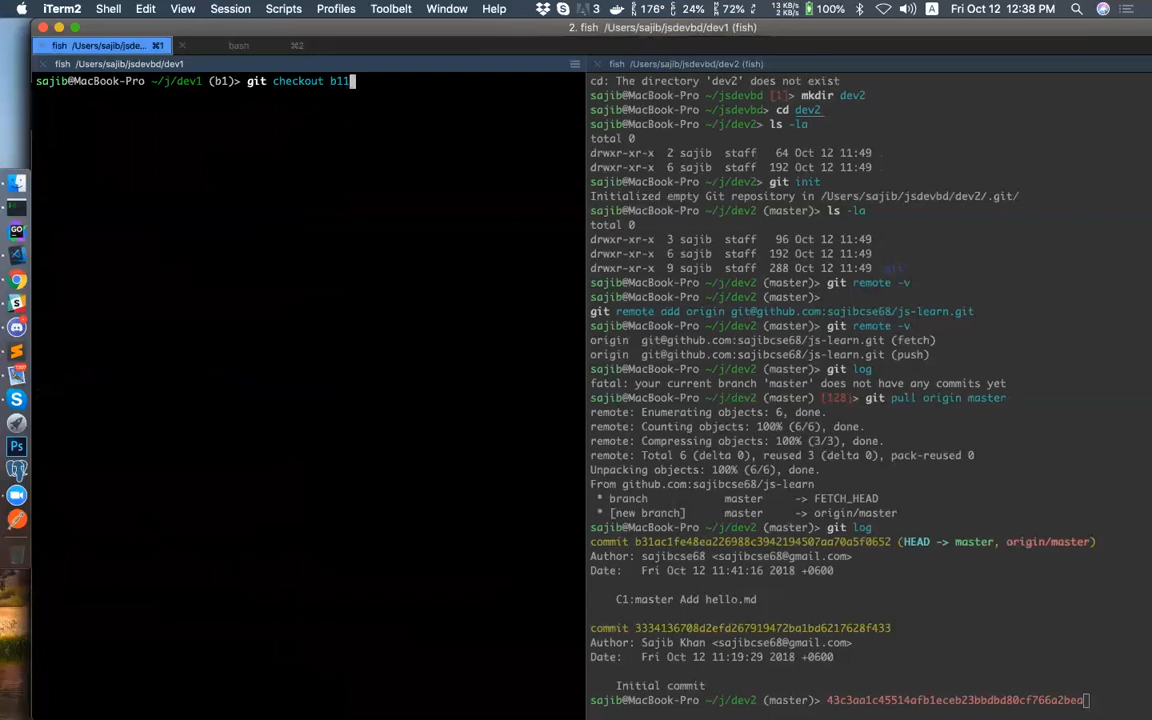 iTerm2 Shell Edit View Session Scripts Profiles Toolbelt Window Help 3 176° 24% 72% 13 KB/s 2 KB/s 100% A Fri Oct 12 12:38 PM
2. fish /Users/sajib/jsdevbd/dev1 (fish)
fish /Users/sajib/jsde... ⌘1 bash ⌘2
fish /Users/sajib/jsdevbd/dev1
sajib@MacBook-Pro ~/j/dev1 (b1)> git checkout b11
fish /Users/sajib/jsdevbd/dev2 (fish)
cd: The directory 'dev2' does not exist
sajib@MacBook-Pro ~/jsdevbd [1]> mkdir dev2
sajib@MacBook-Pro ~/jsdevbd> cd dev2
sajib@MacBook-Pro ~/j/dev2> ls -la
total 0
drwxr-xr-x 2 sajib staff 64 Oct 12 11:49
drwxr-xr-x 6 sajib staff 192 Oct 12 11:49
sajib@MacBook-Pro ~/j/dev2> git init
Initialized empty Git repository in /Users/sajib/jsdevbd/dev2/.git/
sajib@MacBook-Pro ~/j/dev2 (master)> ls -la
total 0
drwxr-xr-x 3 sajib staff 96 Oct 12 11:49
drwxr-xr-x 6 sajib staff 192 Oct 12 11:49
drwxr-xr-x 9 sajib staff 288 Oct 12 11:49 .git
sajib@MacBook-Pro ~/j/dev2 (master)> git remote -v
sajib@MacBook-Pro ~/j/dev2 (master)>
git remote add origin git@github.com:sajibcse68/js-learn.git
sajib@MacBook-Pro ~/j/dev2 (master)> git remote -v
origin git@github.com:sajibcse68/js-learn.git (fetch)
origin git@github.com:sajibcse68/js-learn.git (push)
sajib@MacBook-Pro ~/j/dev2 (master)> git log
fatal: your current branch 'master' does not have any commits yet
sajib@MacBook-Pro ~/j/dev2 (master) [128]> git pull origin master
remote: Enumerating objects: 6, done.
remote: Counting objects: 100% (6/6), done.
remote: Compressing objects: 100% (3/3), done.
remote: Total 6 (delta 0), reused 3 (delta 0), pack-reused 0
Unpacking objects: 100% (6/6), done.
From github.com:sajibcse68/js-learn
* branch master -> FETCH_HEAD
* [new branch] master -> origin/master
sajib@MacBook-Pro ~/j/dev2 (master)> git log
commit b31ac1fe48ea226988c3942194507aa70a5f0652 (HEAD -> master, origin/master)
Author: sajibcse68 <sajibcse68@gmail.com>
Date: Fri Oct 12 11:41:16 2018 +0600
C1:master Add hello.md
commit 3334136708d2efd267919472ba1bd6217628f433
Author: Sajib Khan <sajibcse68@gmail.com>
Date: Fri Oct 12 11:19:29 2018 +0600
Initial commit
sajib@MacBook-Pro ~/j/dev2 (master)> 43c3aa1c45514afb1eceb23bbdbd80cf766a2bea